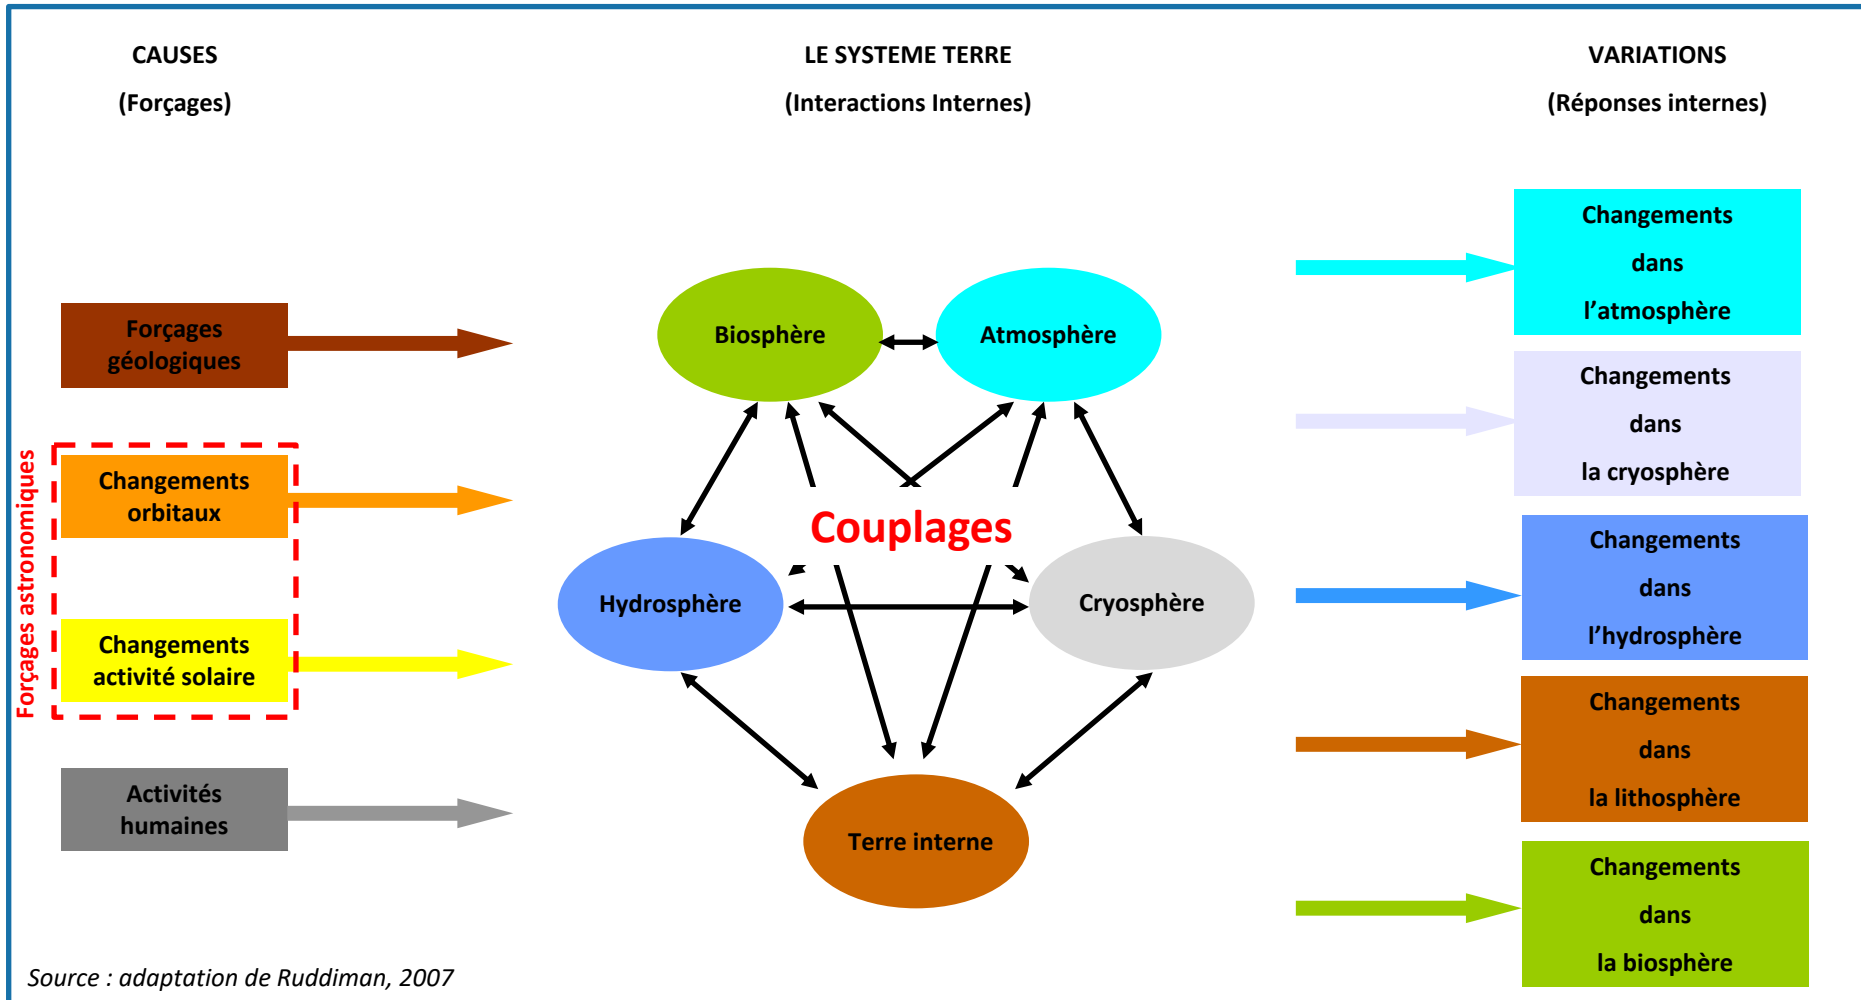 CAUSES
(Forçages)
LE SYSTEME TERRE
(Interactions Internes)
VARIATIONS
(Réponses internes)
Forçages
géologiques
Forçages astronomiques
Changements
orbitaux
Changements
activité solaire
Activités
humaines
Biosphère
Atmosphère
Couplages
Hydrosphère
Cryosphère
Terre interne
Changements
dans
l’atmosphère
Changements
dans
la cryosphère
Changements
dans
l’hydrosphère
Changements
dans
la lithosphère
Changements
dans
la biosphère
Source : adaptation de Ruddiman, 2007